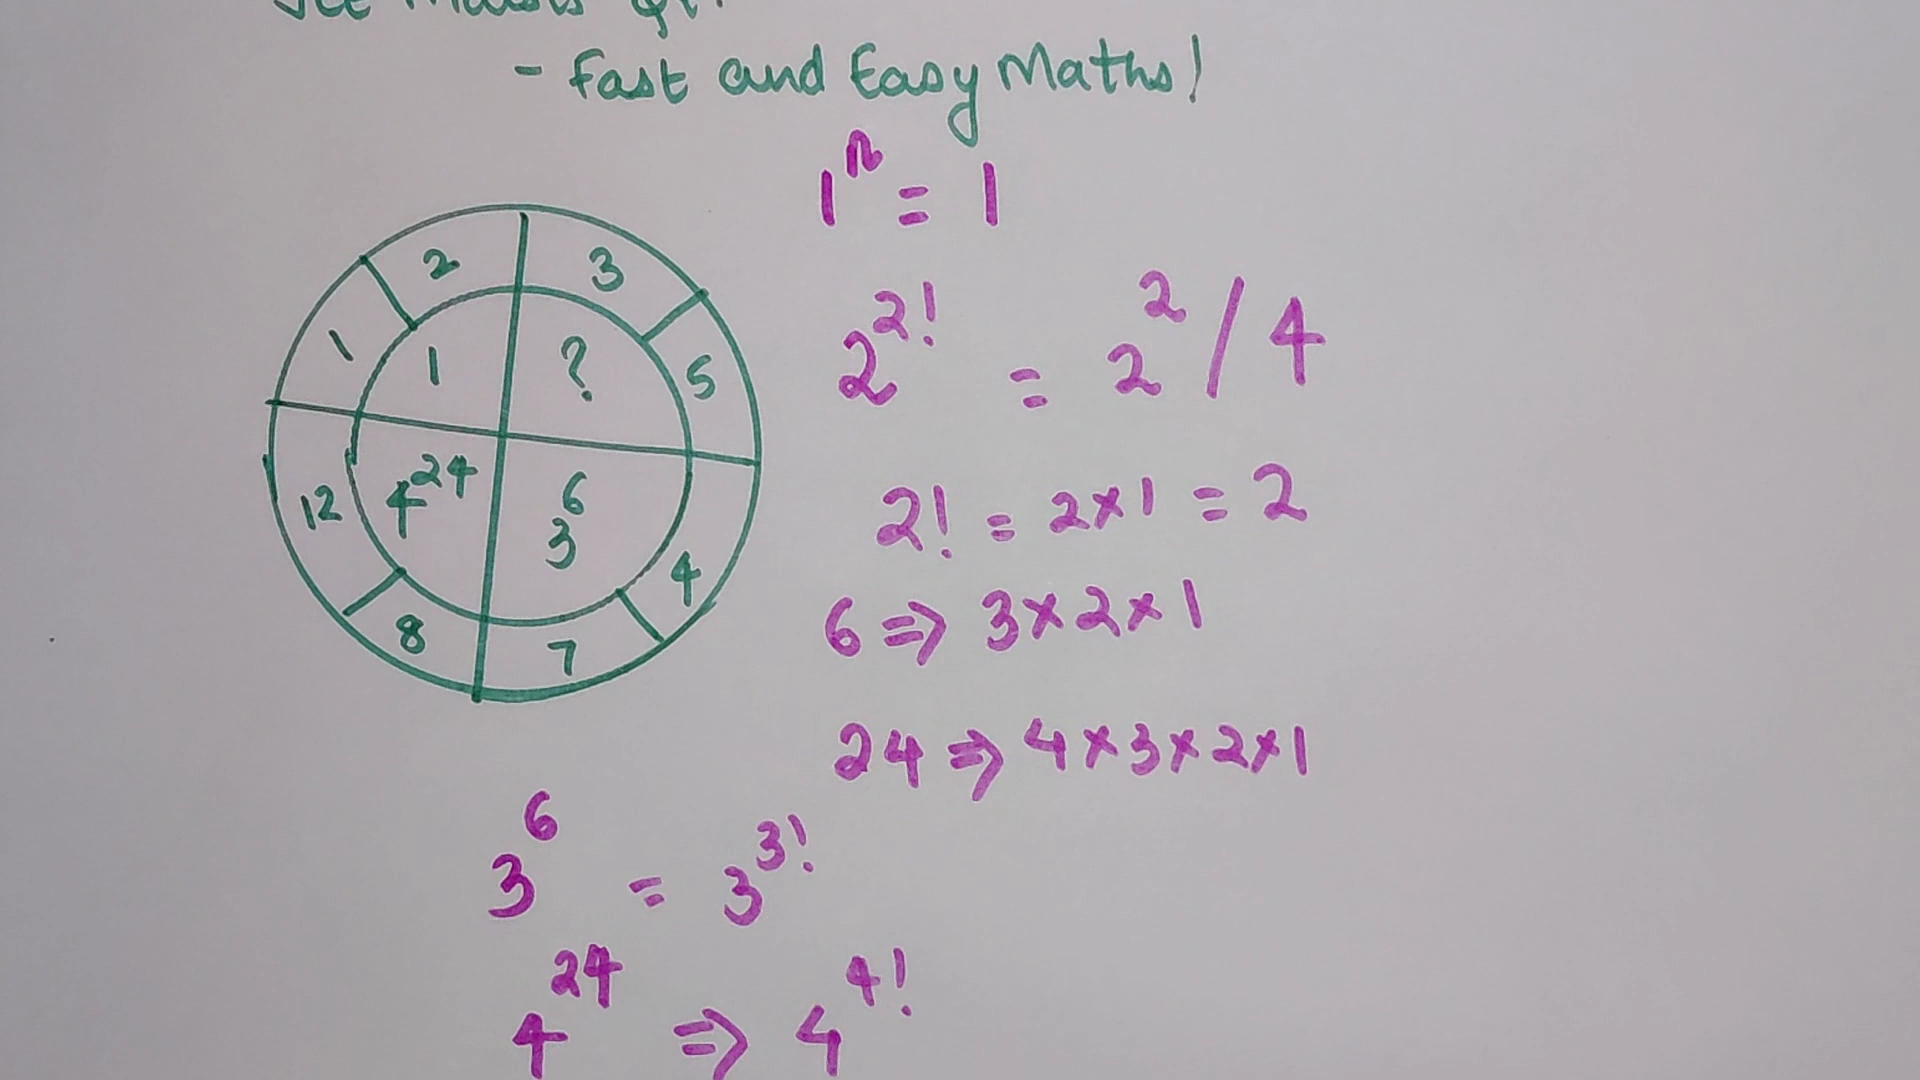 - Fast and Easy Maths!
1ⁿ = 1
2 3
1 1 ? 5
2^2! = 2^2 / 4
12 4^24 3^6 4
2! = 2×1 = 2
8 7
6 ⇒ 3×2×1
24 ⇒ 4×3×2×1
3^6 = 3^3!
4^24 ⇒ 4^4!